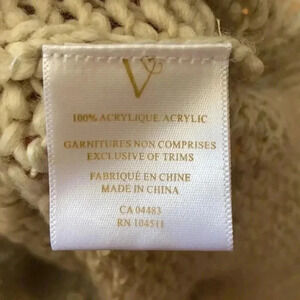 V
100% ACRYLIQUE/ACRYLIC
GARNITURES NON COMPRISES
EXCLUSIVE OF TRIMS
FABRIQUÉ EN CHINE
MADE IN CHINA
CA 04483
RN 104511